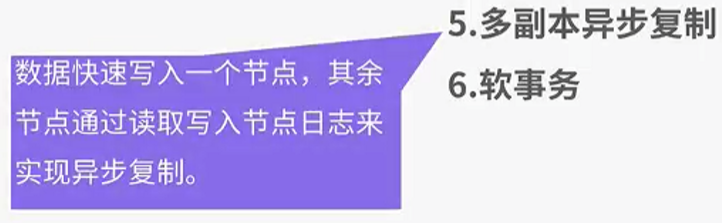 5.多副本异步复制
6.软事务
数据快速写入一个节点，其余
节点通过读取写入节点日志来
实现异步复制。